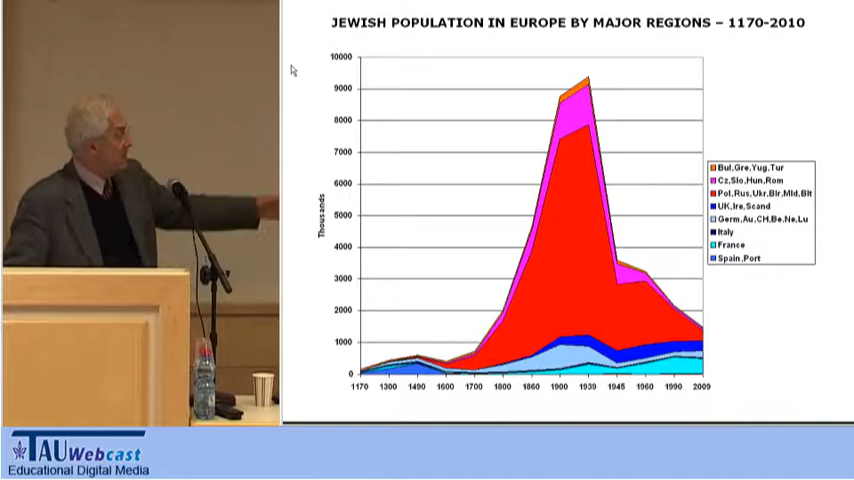 JEWISH POPULATION IN EUROPE BY MAJOR REGIONS – 1170-2010
10000
9000
8000
7000
6000
5000
4000
3000
2000
1000
0
Thousands
1170 1300 1490 1600 1700 1800 1860 1900 1939 1945 1960 1990 2009
Bul,Gre,Yug,Tur
Cz,Slo,Hun,Rom
Pol,Rus,Ukr,Blr,Mld,Blt
UK,Ire,Scand
Germ,Au,CH,Be,Ne,Lu
Italy
France
Spain,Port
TAU Webcast
Educational Digital Media